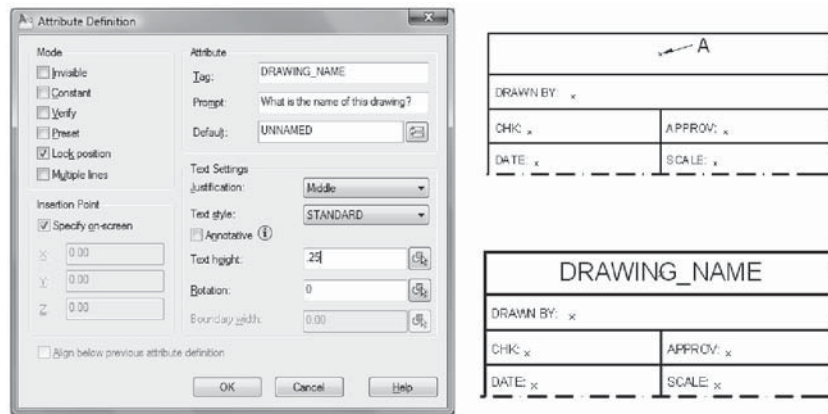 Attribute Definition
Mode
Invisible
Constant
Verify
Preset
Lock position
Multiple lines
Insertion Point
Specify on-screen
X: 0.00
Y: 0.00
Z: 0.00
Attribute
Tag: DRAWING_NAME
Prompt: What is the name of this drawing?
Default: UNNAMED
Text Settings
Justification: Middle
Text style: STANDARD
Annotative
Text height: .25
Rotation: 0
Boundary width: 0.00
Align below previous attribute definition
OK Cancel Help
A
DRAWN BY: x
CHK: x APPROV: x
DATE: x SCALE: x
DRAWING_NAME
DRAWN BY: x
CHK: x APPROV: x
DATE: x SCALE: x